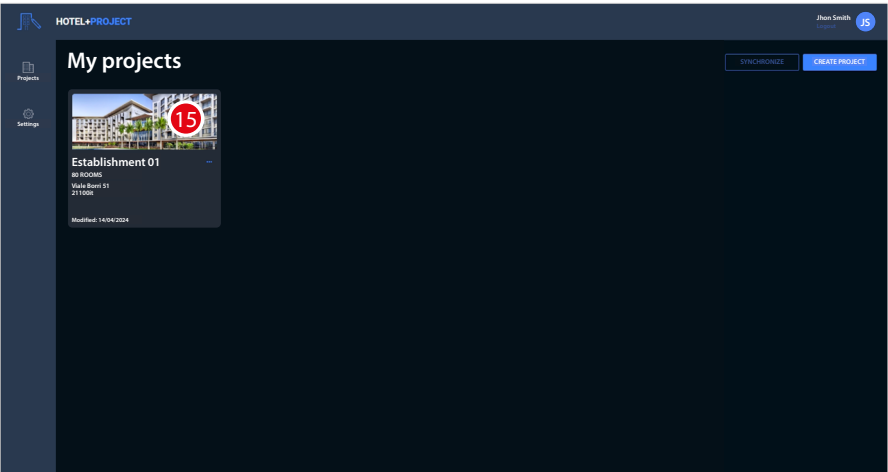 HOTEL+PROJECT
Jhon Smith
Logout
JS
Projects
Settings
My projects
SYNCHRONIZE
CREATE PROJECT
15
Establishment 01
...
80 ROOMS
Viale Borri 51
21100it
Modified: 14/04/2024